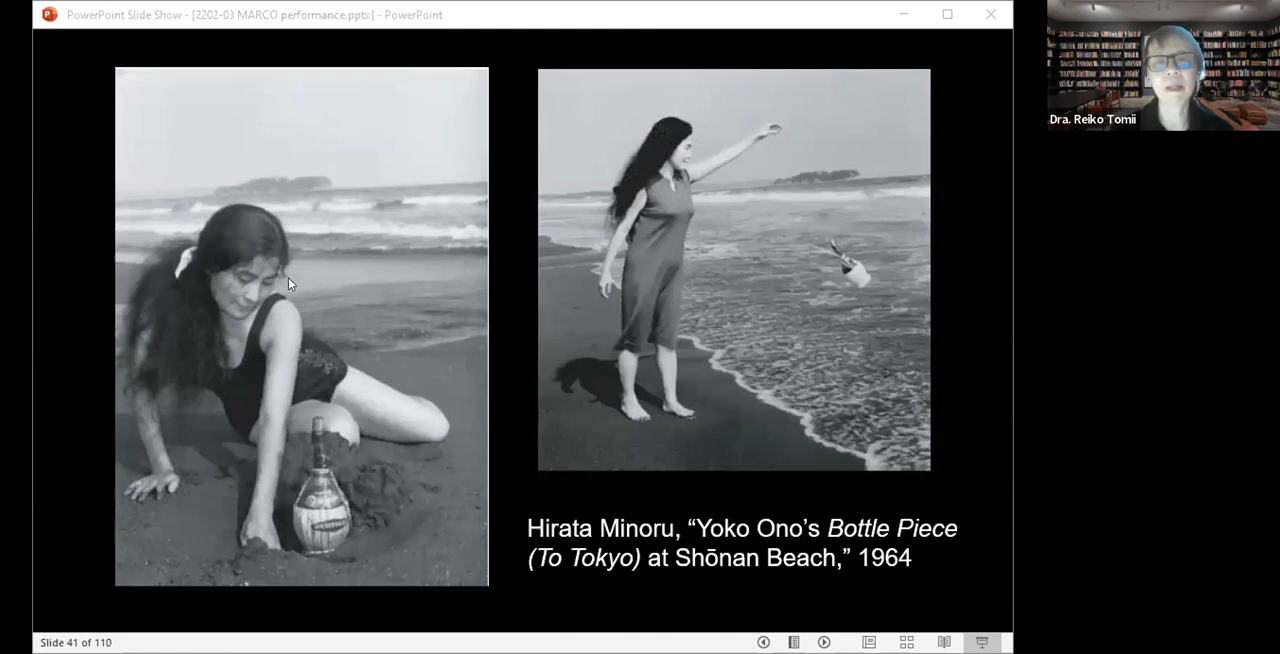 PowerPoint Slide Show - [2202-03 MARCO performance.pptx] - PowerPoint
Dra. Reiko Tomii
Hirata Minoru, “Yoko Ono’s Bottle Piece
(To Tokyo) at Shōnan Beach,” 1964
Slide 41 of 110